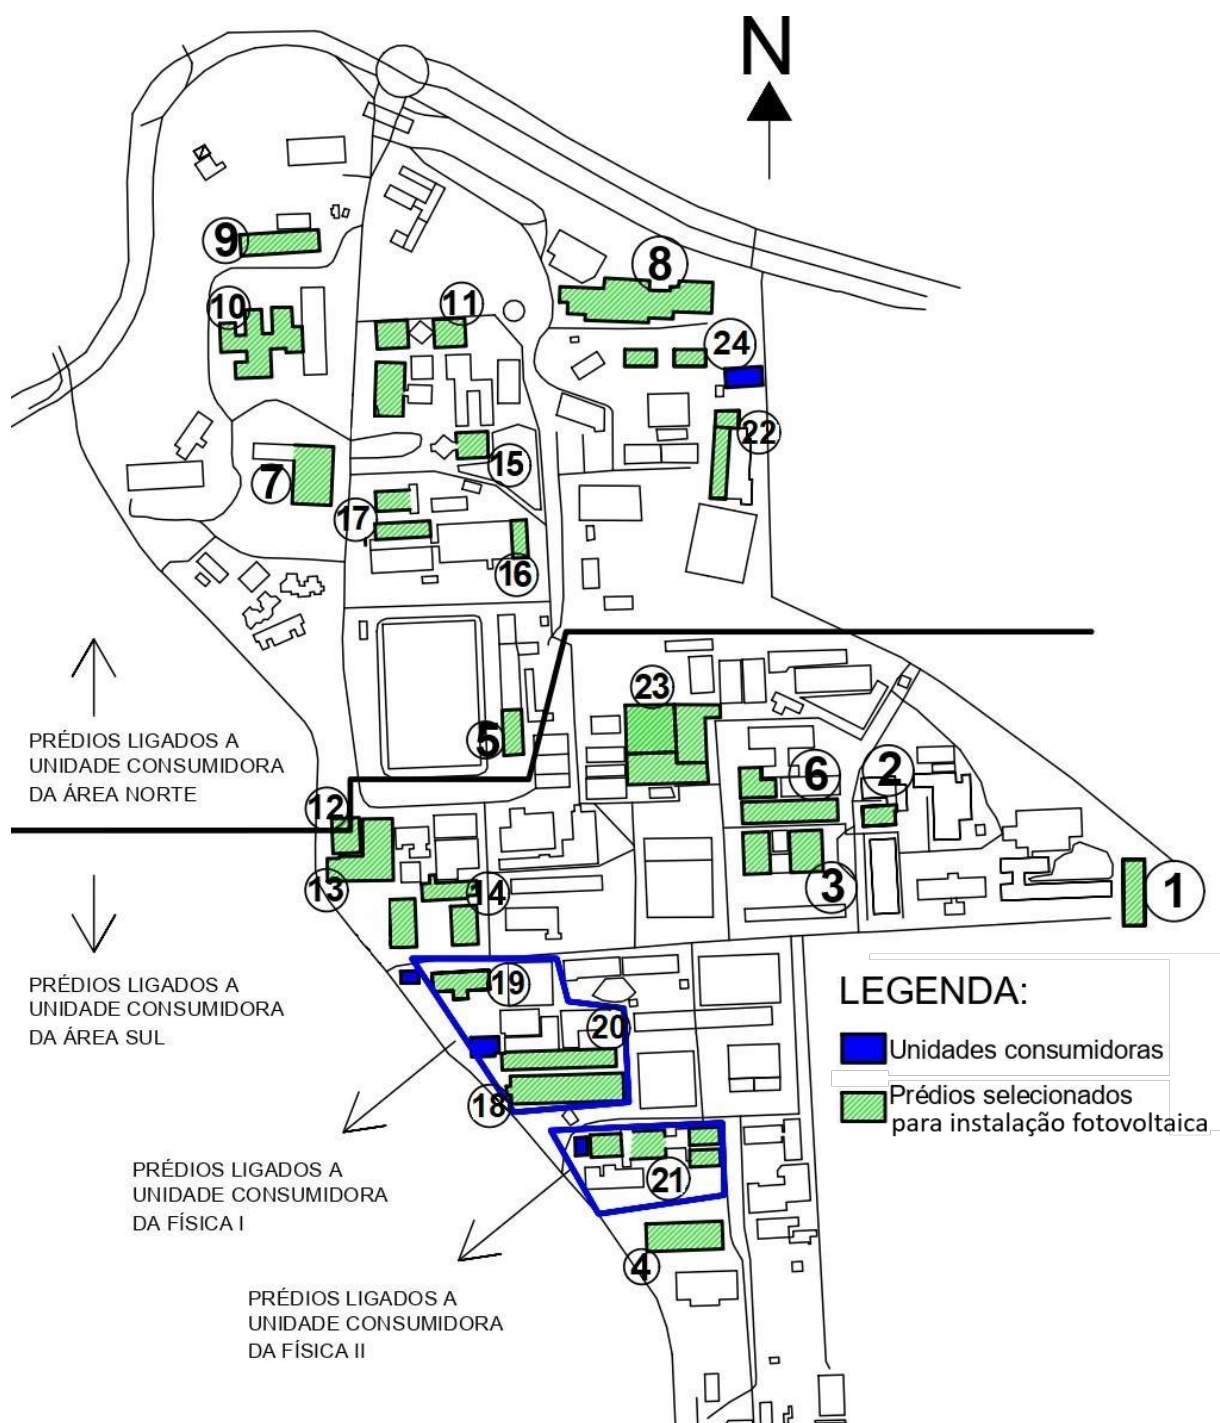 N
9
8
10
11
24
22
15
7
17
16
23
5
6
2
12
13
14
3
1
PRÉDIOS LIGADOS A
UNIDADE CONSUMIDORA
DA ÁREA NORTE
PRÉDIOS LIGADOS A
UNIDADE CONSUMIDORA
DA ÁREA SUL
19
20
18
21
4
LEGENDA:
Unidades consumidoras
Prédios selecionados
para instalação fotovoltaica
PRÉDIOS LIGADOS A
UNIDADE CONSUMIDORA
DA FÍSICA I
PRÉDIOS LIGADOS A
UNIDADE CONSUMIDORA
DA FÍSICA II